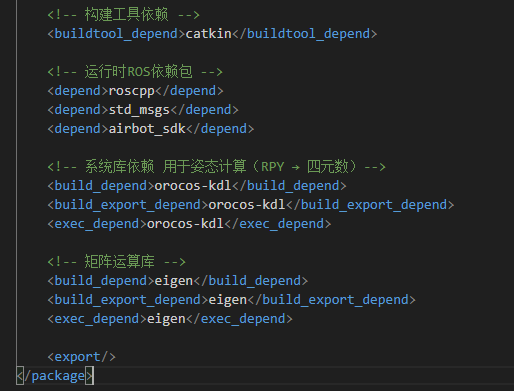 <!-- 构建工具依赖 -->
<buildtool_depend>catkin</buildtool_depend>
<!-- 运行时ROS依赖包 -->
<depend>roscpp</depend>
<depend>std_msgs</depend>
<depend>airbot_sdk</depend>
<!-- 系统库依赖 用于姿态计算（RPY → 四元数）-->
<build_depend>orocos-kdl</build_depend>
<build_export_depend>orocos-kdl</build_export_depend>
<exec_depend>orocos-kdl</exec_depend>
<!-- 矩阵运算库 -->
<build_depend>eigen</build_depend>
<build_export_depend>eigen</build_export_depend>
<exec_depend>eigen</exec_depend>
<export/>
</package>